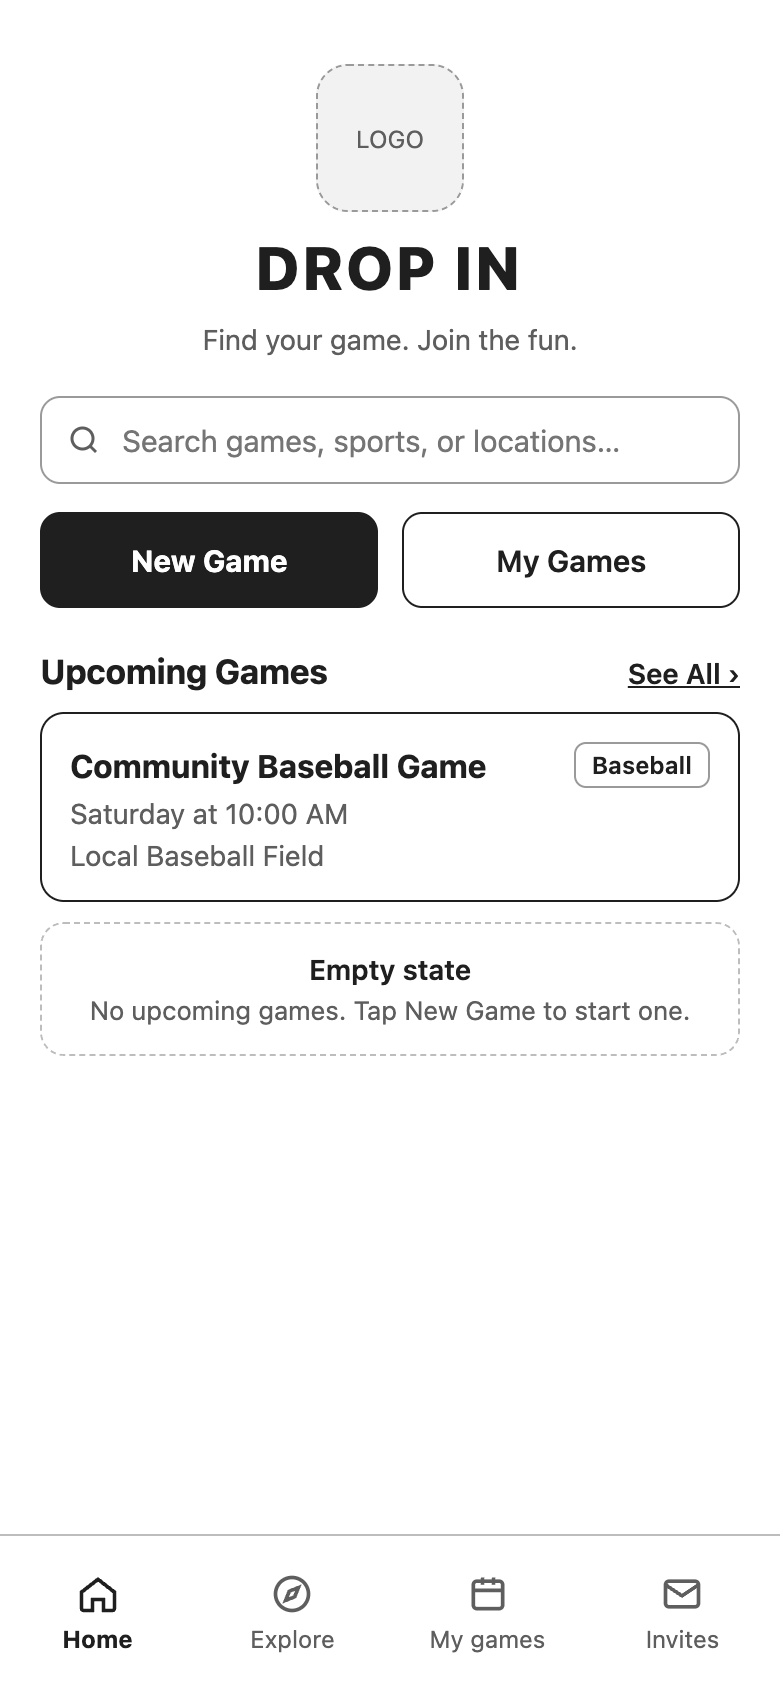 LOGO
DROP IN
Find your game. Join the fun.
Search games, sports, or locations...
New Game
My Games
Upcoming Games
See All ›
Community Baseball Game
Baseball
Saturday at 10:00 AM
Local Baseball Field
Empty state
No upcoming games. Tap New Game to start one.
Home
Explore
My games
Invites